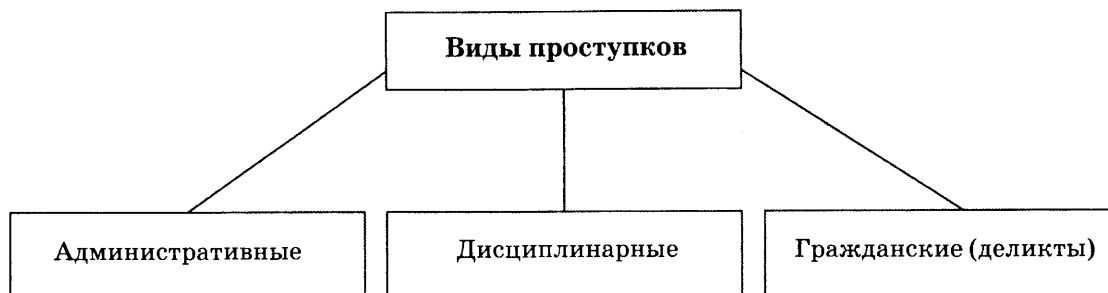 Виды проступков
Административные
Дисциплинарные
Гражданские (деликты)